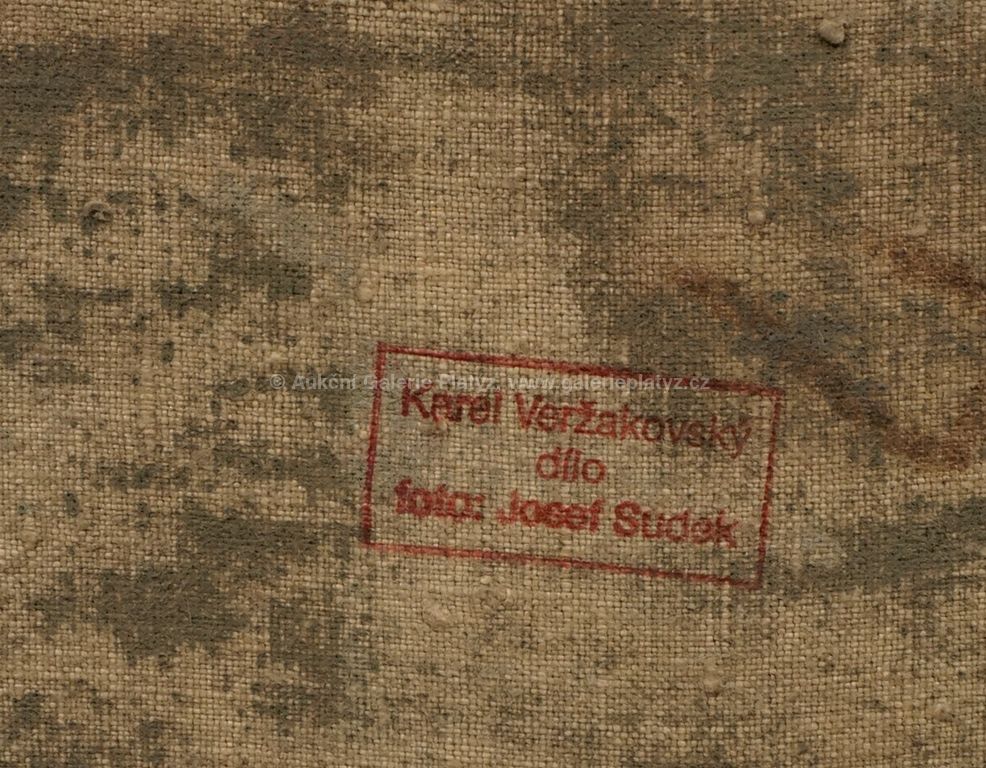 © Aukční Galerie Platýz, www.galerieplatyz.cz
Karel Veržakovský
dílo
foto: Josef Sudek